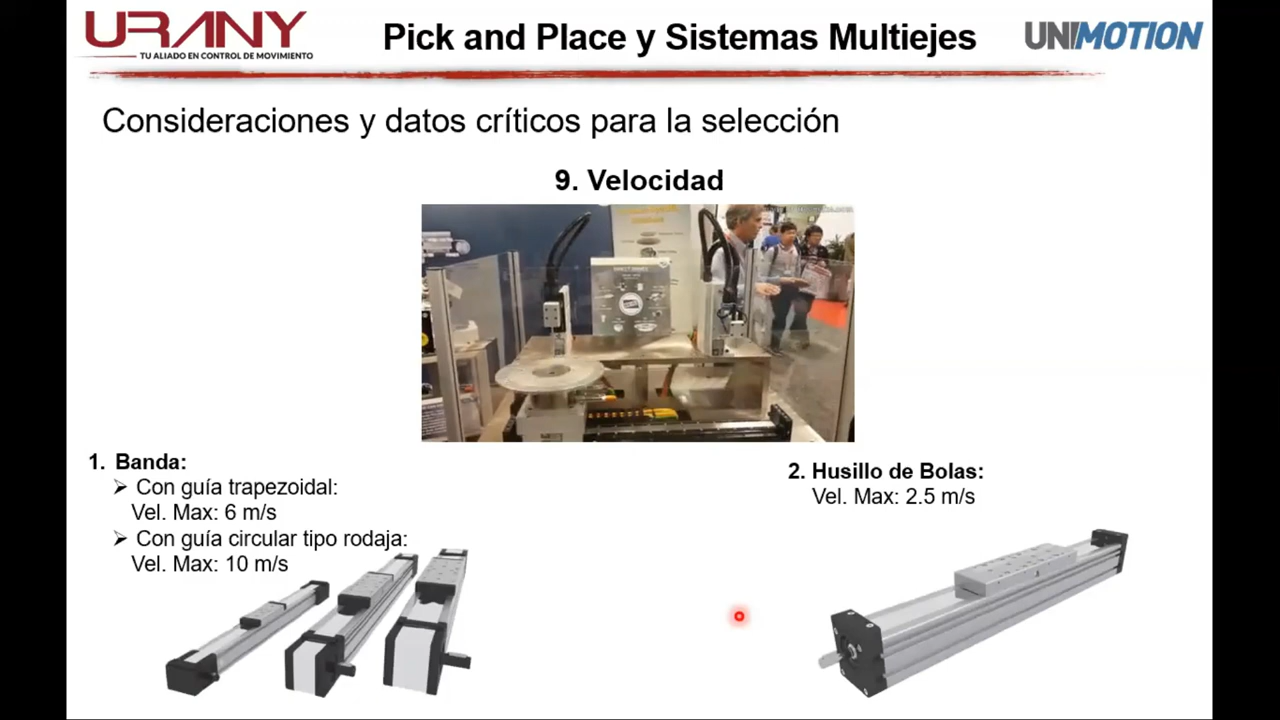 URANY
TU ALIADO EN CONTROL DE MOVIMIENTO
Pick and Place y Sistemas Multiejes
UNIMOTION
Consideraciones y datos críticos para la selección
9. Velocidad
1. Banda:
➢ Con guía trapezoidal:
Vel. Max: 6 m/s
➢ Con guía circular tipo rodaja:
Vel. Max: 10 m/s
2. Husillo de Bolas:
Vel. Max: 2.5 m/s